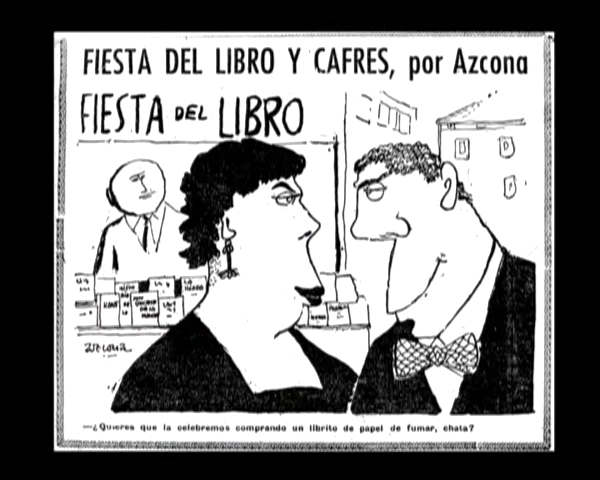 FIESTA DEL LIBRO Y CAFRES, por Azcona
FIESTA DEL LIBRO
AZCONA
—¿Quieres que la celebremos comprando un librito de papel de fumar, chata?